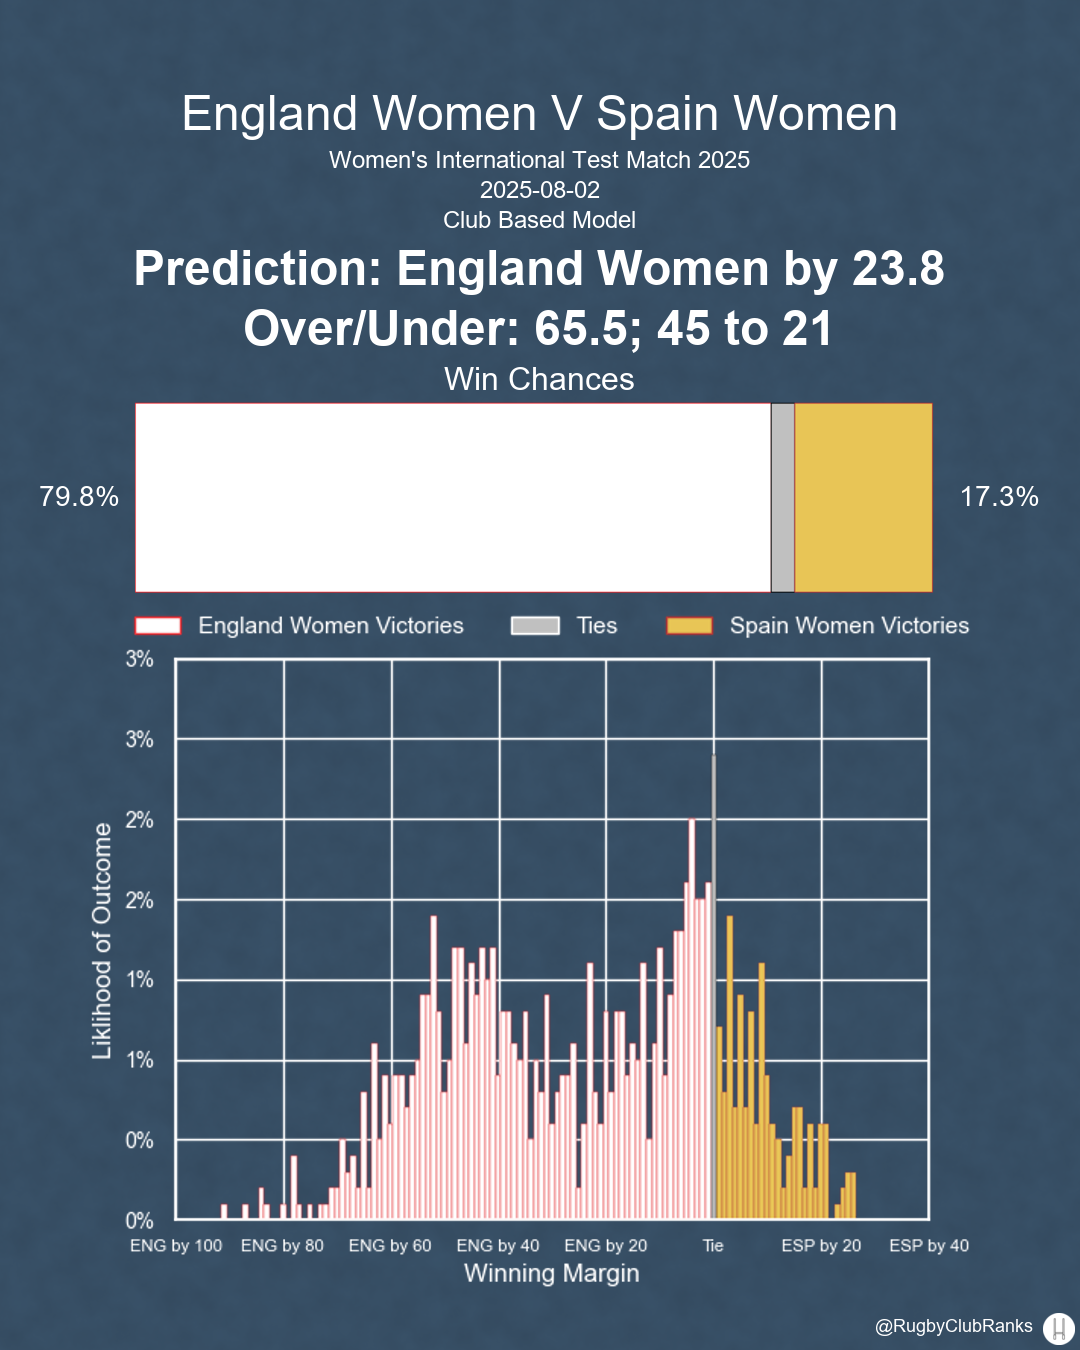 England Women V Spain Women
Women's International Test Match 2025
2025-08-02
Club Based Model
Prediction: England Women by 23.8
Over/Under: 65.5; 45 to 21
Win Chances
79.8%
17.3%
England Women Victories
Ties
Spain Women Victories
3%
3%
2%
2%
1%
1%
0%
0%
Liklihood of Outcome
ENG by 100
ENG by 80
ENG by 60
ENG by 40
ENG by 20
Tie
ESP by 20
ESP by 40
Winning Margin
@RugbyClubRanks